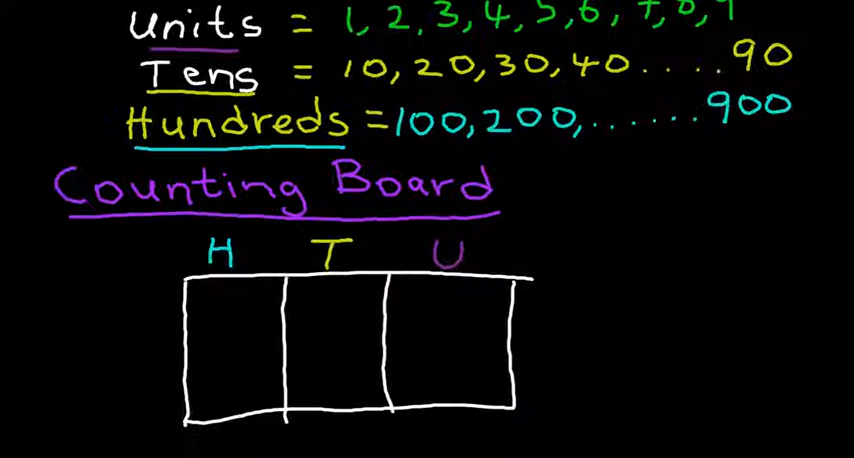 Units = 1, 2, 3, 4, 5, 6, 7, 8, 9
Tens = 10, 20, 30, 40....90
Hundreds = 100, 200,......900
Counting Board
H T U